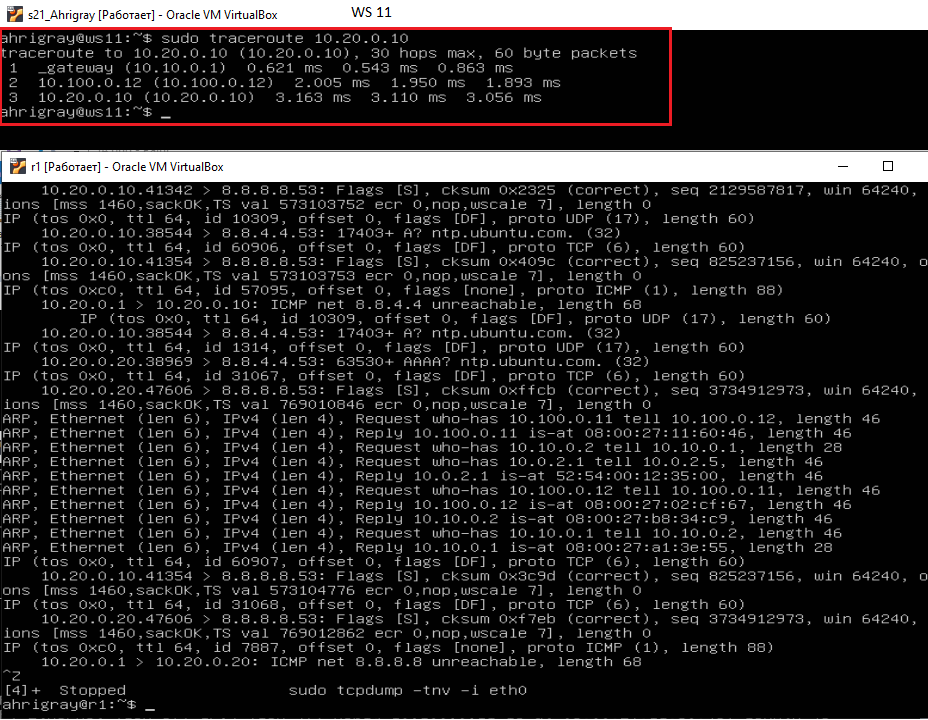 s21_Ahrigray [Работает] - Oracle VM VirtualBox
WS 11
ahrigray@ws11:~$ sudo traceroute 10.20.0.10
traceroute to 10.20.0.10 (10.20.0.10), 30 hops max, 60 byte packets
1 _gateway (10.10.0.1) 0.621 ms 0.543 ms 0.863 ms
2 10.100.0.12 (10.100.0.12) 2.005 ms 1.950 ms 1.893 ms
3 10.20.0.10 (10.20.0.10) 3.163 ms 3.110 ms 3.056 ms
ahrigray@ws11:~$ _
r1 [Работает] - Oracle VM VirtualBox
10.20.0.10.41342 > 8.8.8.8.53: Flags [S], cksum 0x2325 (correct), seq 2129587817, win 64240,
ions [mss 1460,sackOK,TS val 573103752 ecr 0,nop,wscale 7], length 0
IP (tos 0x0, ttl 64, id 10309, offset 0, flags [DF], proto UDP (17), length 60)
10.20.0.10.38544 > 8.8.4.4.53: 17403+ A? ntp.ubuntu.com. (32)
IP (tos 0x0, ttl 64, id 60906, offset 0, flags [DF], proto TCP (6), length 60)
10.20.0.10.41354 > 8.8.8.8.53: Flags [S], cksum 0x409c (correct), seq 825237156, win 64240, o
ons [mss 1460,sackOK,TS val 573103753 ecr 0,nop,wscale 7], length 0
IP (tos 0xc0, ttl 64, id 57095, offset 0, flags [none], proto ICMP (1), length 88)
10.20.0.1 > 10.20.0.10: ICMP net 8.8.4.4 unreachable, length 68
IP (tos 0x0, ttl 64, id 10309, offset 0, flags [DF], proto UDP (17), length 60)
10.20.0.10.38544 > 8.8.4.4.53: 17403+ A? ntp.ubuntu.com. (32)
IP (tos 0x0, ttl 64, id 1314, offset 0, flags [DF], proto UDP (17), length 60)
10.20.0.20.38969 > 8.8.4.4.53: 63530+ AAAA? ntp.ubuntu.com. (32)
IP (tos 0x0, ttl 64, id 31067, offset 0, flags [DF], proto TCP (6), length 60)
10.20.0.20.47606 > 8.8.8.8.53: Flags [S], cksum 0xffcb (correct), seq 3734912973, win 64240,
ions [mss 1460,sackOK,TS val 769010846 ecr 0,nop,wscale 7], length 0
ARP, Ethernet (len 6), IPv4 (len 4), Request who-has 10.100.0.11 tell 10.100.0.12, length 46
ARP, Ethernet (len 6), IPv4 (len 4), Reply 10.100.0.11 is-at 08:00:27:11:60:46, length 46
ARP, Ethernet (len 6), IPv4 (len 4), Request who-has 10.10.0.2 tell 10.10.0.1, length 28
ARP, Ethernet (len 6), IPv4 (len 4), Request who-has 10.0.2.1 tell 10.0.2.5, length 46
ARP, Ethernet (len 6), IPv4 (len 4), Reply 10.0.2.1 is-at 52:54:00:12:35:00, length 46
ARP, Ethernet (len 6), IPv4 (len 4), Request who-has 10.100.0.12 tell 10.100.0.11, length 46
ARP, Ethernet (len 6), IPv4 (len 4), Reply 10.100.0.12 is-at 08:00:27:02:cf:67, length 46
ARP, Ethernet (len 6), IPv4 (len 4), Reply 10.10.0.2 is-at 08:00:27:b8:34:c9, length 46
ARP, Ethernet (len 6), IPv4 (len 4), Request who-has 10.10.0.1 tell 10.10.0.2, length 46
ARP, Ethernet (len 6), IPv4 (len 4), Reply 10.10.0.1 is-at 08:00:27:a1:3e:55, length 28
IP (tos 0x0, ttl 64, id 60907, offset 0, flags [DF], proto TCP (6), length 60)
10.20.0.10.41354 > 8.8.8.8.53: Flags [S], cksum 0x3c9d (correct), seq 825237156, win 64240, o
ons [mss 1460,sackOK,TS val 573104776 ecr 0,nop,wscale 7], length 0
IP (tos 0x0, ttl 64, id 31068, offset 0, flags [DF], proto TCP (6), length 60)
10.20.0.20.47606 > 8.8.8.8.53: Flags [S], cksum 0xf7eb (correct), seq 3734912973, win 64240,
ions [mss 1460,sackOK,TS val 769012862 ecr 0,nop,wscale 7], length 0
IP (tos 0xc0, ttl 64, id 7887, offset 0, flags [none], proto ICMP (1), length 88)
10.20.0.1 > 10.20.0.20: ICMP net 8.8.8.8 unreachable, length 68
^Z
[4]+ Stopped sudo tcpdump -tnv -i eth0
ahrigray@r1:~$ _